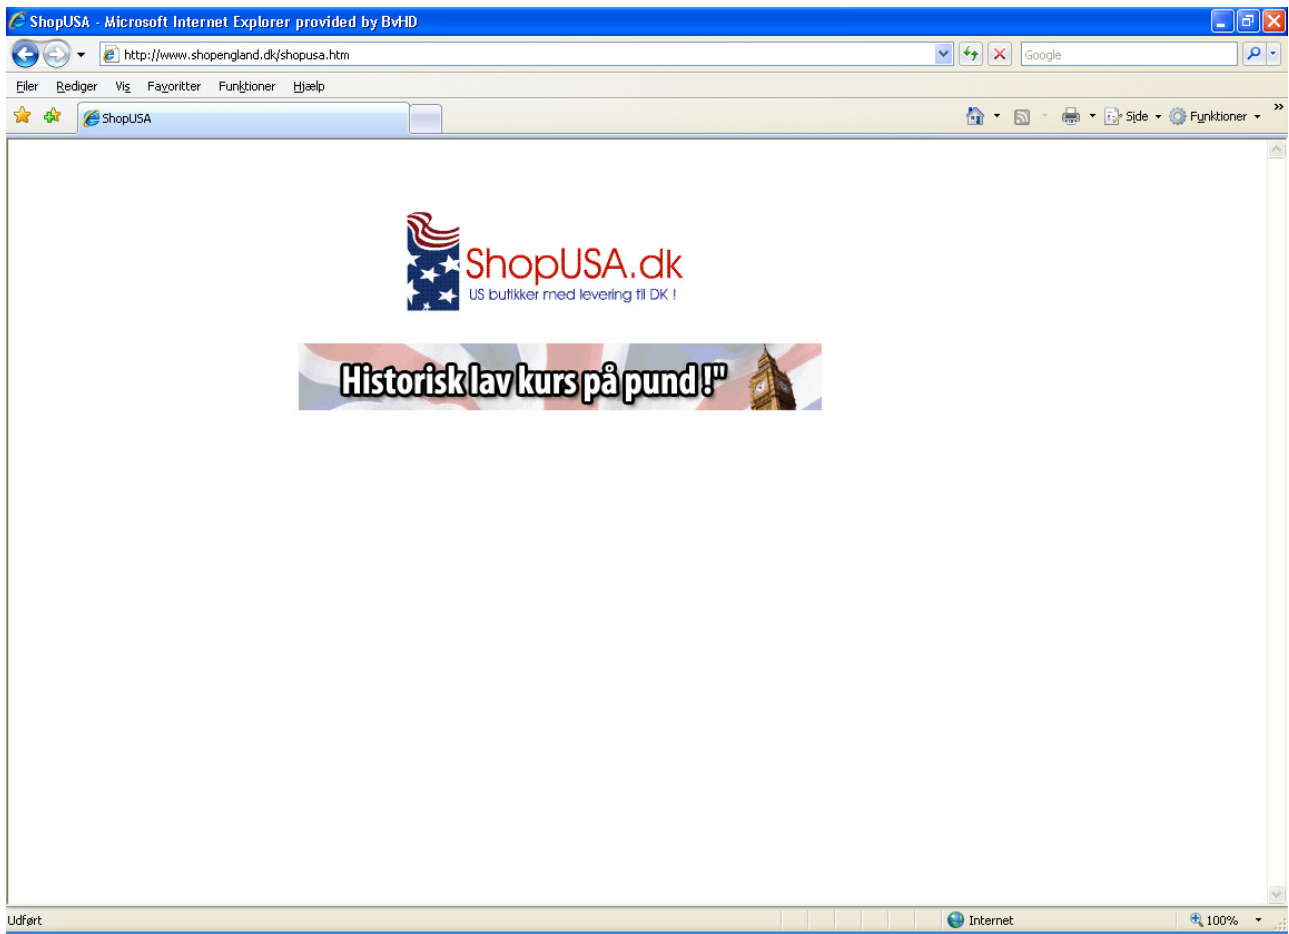 ShopUSA - Microsoft Internet Explorer provided by BvHD
http://www.shopengland.dk/shopusa.htm
Google
Filer Rediger Vis Favoritter Funktioner Hjælp
ShopUSA
Side
Funktioner
ShopUSA.dk
US butikker med levering til DK !
Historisk lav kurs på pund !"
Udført
Internet
100%